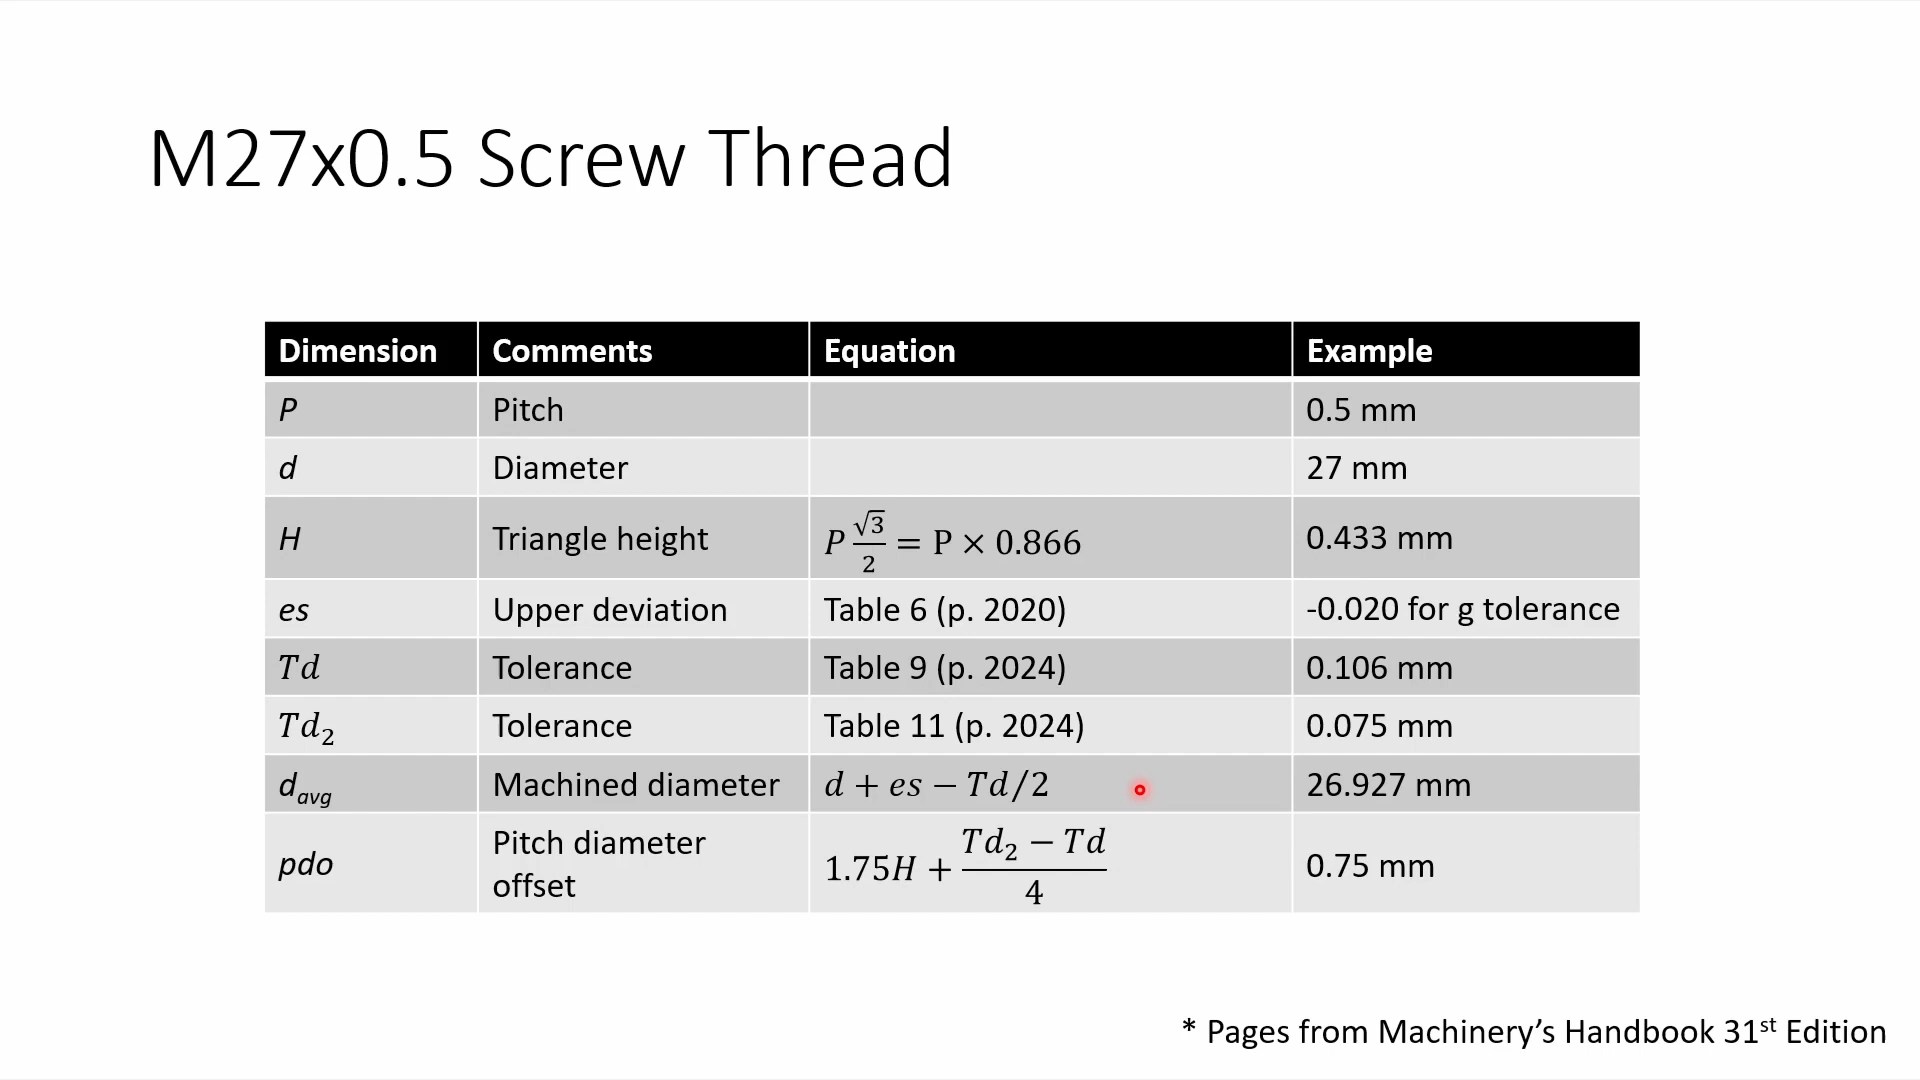 M27x0.5 Screw Thread
Dimension Comments Equation Example
P Pitch 0.5 mm
d Diameter 27 mm
H Triangle height P √3/2 = P × 0.866 0.433 mm
es Upper deviation Table 6 (p. 2020) -0.020 for g tolerance
Td Tolerance Table 9 (p. 2024) 0.106 mm
Td₂ Tolerance Table 11 (p. 2024) 0.075 mm
d_avg Machined diameter d + es − Td/2 26.927 mm
pdo Pitch diameter offset 1.75H + (Td₂ − Td)/4 0.75 mm
* Pages from Machinery’s Handbook 31st Edition